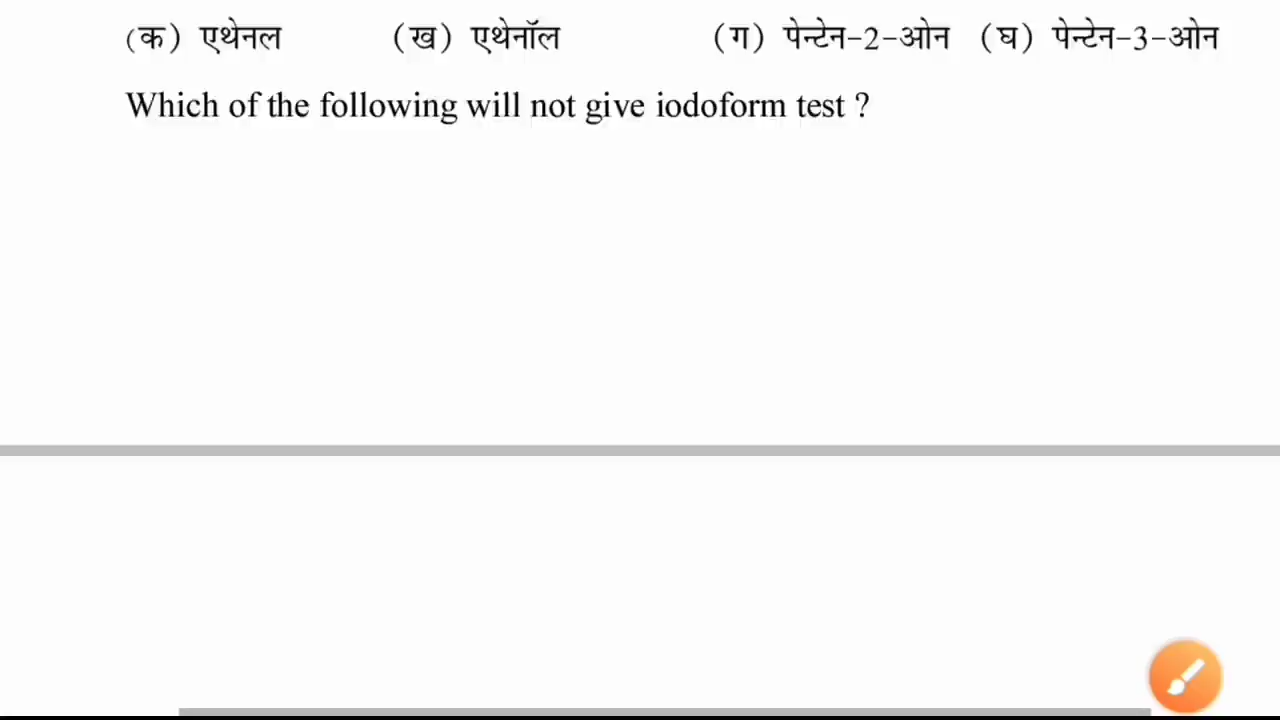 (क) एथेनल (ख) एथेनॉल (ग) पेन्टेन-2-ओन (घ) पेन्टेन-3-ओन
Which of the following will not give iodoform test ?